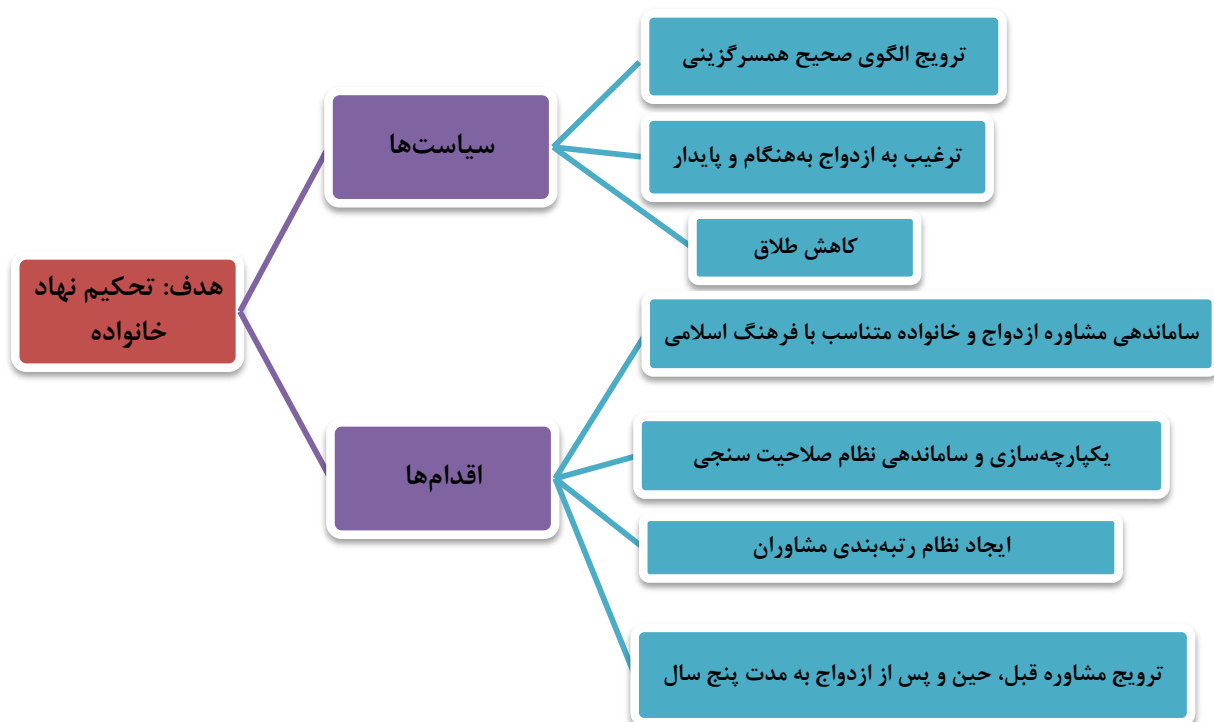 هدف: تحکیم نهاد
خانواده
سیاست‌ها
ترویج الگوی صحیح همسرگزینی
ترغیب به ازدواج به‌هنگام و پایدار
کاهش طلاق
اقدام‌ها
ساماندهی مشاوره ازدواج و خانواده متناسب با فرهنگ اسلامی
یکپارچه‌سازی و ساماندهی نظام صلاحیت سنجی
ایجاد نظام رتبه‌بندی مشاوران
ترویج مشاوره قبل، حین و پس از ازدواج به مدت پنج سال